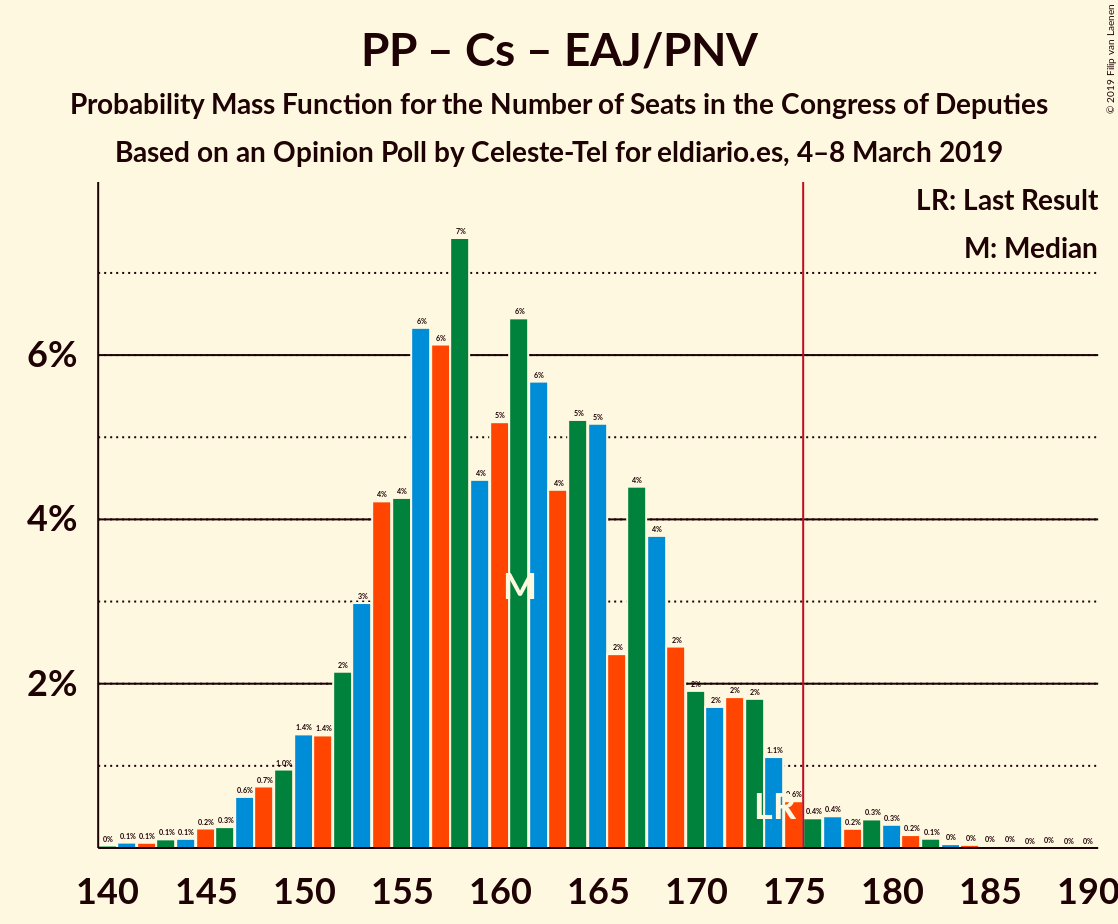 PP – Cs – EAJ/PNV
Probability Mass Function for the Number of Seats in the Congress of Deputies
Based on an Opinion Poll by Celeste-Tel for eldiario.es, 4–8 March 2019
© 2019 Filip van Laenen
LR: Last Result
M: Median
6%
4%
2%
0% 0.1% 0.1% 0.1% 0.1% 0.2% 0.3% 0.6% 0.7% 1.0% 1.4% 1.4% 2% 3% 4% 4% 6% 6% 7% 4% 5% 6% 6% 4% 5% 5% 2% 4% 4% 2% 2% 2% 2% 2% 1.1% 0.6% 0.4% 0.4% 0.2% 0.3% 0.3% 0.2% 0.1% 0% 0% 0% 0% 0% 0% 0% 0%
M
LR
140 145 150 155 160 165 170 175 180 185 190